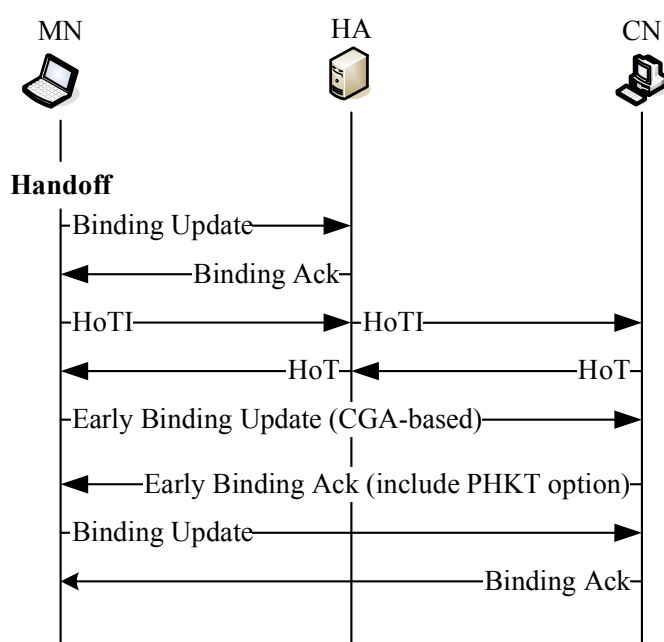 MN HA CN
Handoff
Binding Update
Binding Ack
HoTI HoTI
HoT HoT
Early Binding Update (CGA-based)
Early Binding Ack (include PHKT option)
Binding Update
Binding Ack